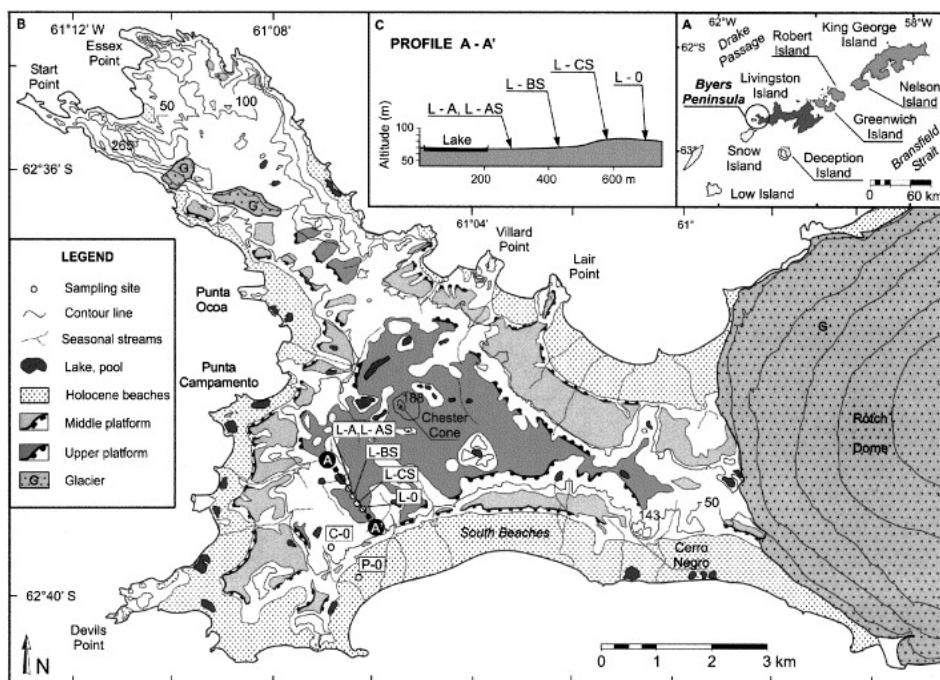 B
61° 12' W
61° 08'
Essex
Point
Start
Point
50
100
265
G
G
62° 36' S
C
PROFILE A - A'
L - A, L - AS
L - BS
L - CS
L - 0
Altitude (m)
100
50
Lake
200
400
600 m
A
62° W
58° W
62° S
63°
Drake
Passage
Robert
Island
King George
Island
Livingston
Island
Byers
Peninsula
Nelson
Island
Greenwich
Island
Snow
Island
Deception
Island
Bransfield
Strait
Low Island
0 60 km
61° 04'
61°
Villard
Point
Lair
Point
LEGEND
Sampling site
Contour line
Seasonal streams
Lake, pool
Holocene beaches
Middle platform
Upper platform
G Glacier
Punta
Ocoa
Punta
Campamento
188
Chester
Cone
L-A,L- AS
L-BS
L-CS
L-0
A
A'
C-0
P-0
South Beaches
143
50
Cerro
Negro
G
Rotch
Dome
62° 40' S
Devils
Point
N
0 1 2 3 km